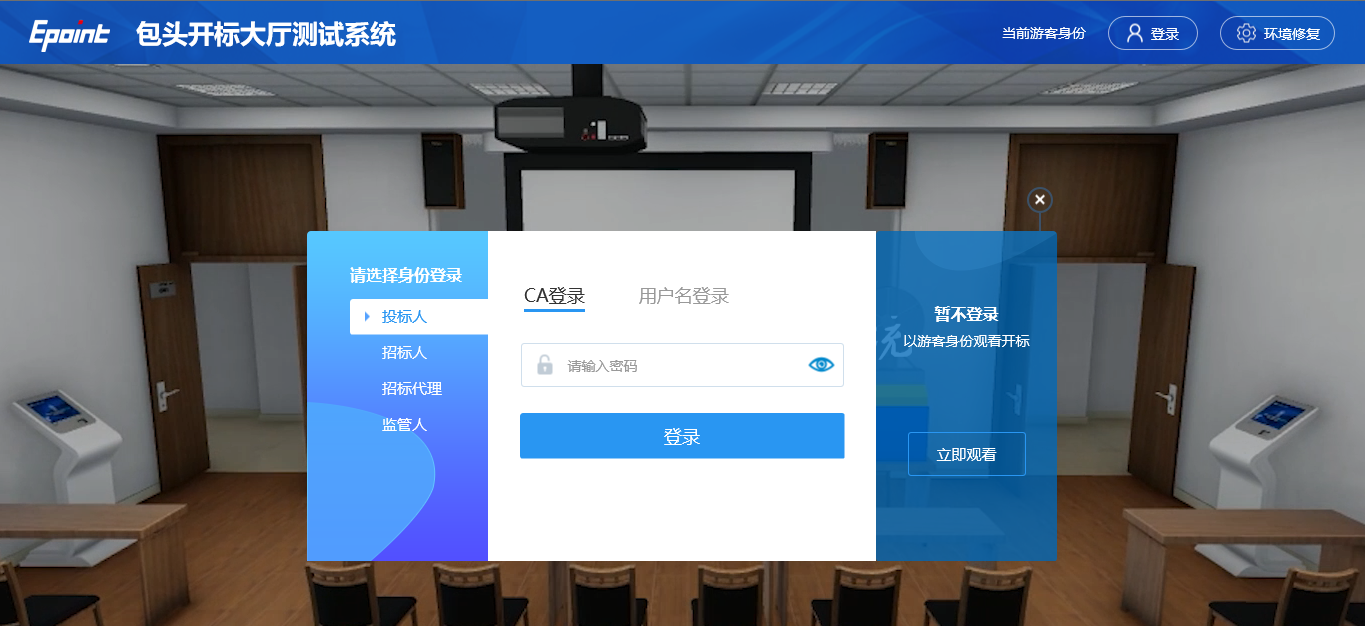 Epoint 包头开标大厅测试系统
当前游客身份 登录 环境修复
请选择身份登录
投标人
招标人
招标代理
监管人
CA登录 用户名登录
请输入密码
登录
暂不登录
以游客身份观看开标
立即观看
统